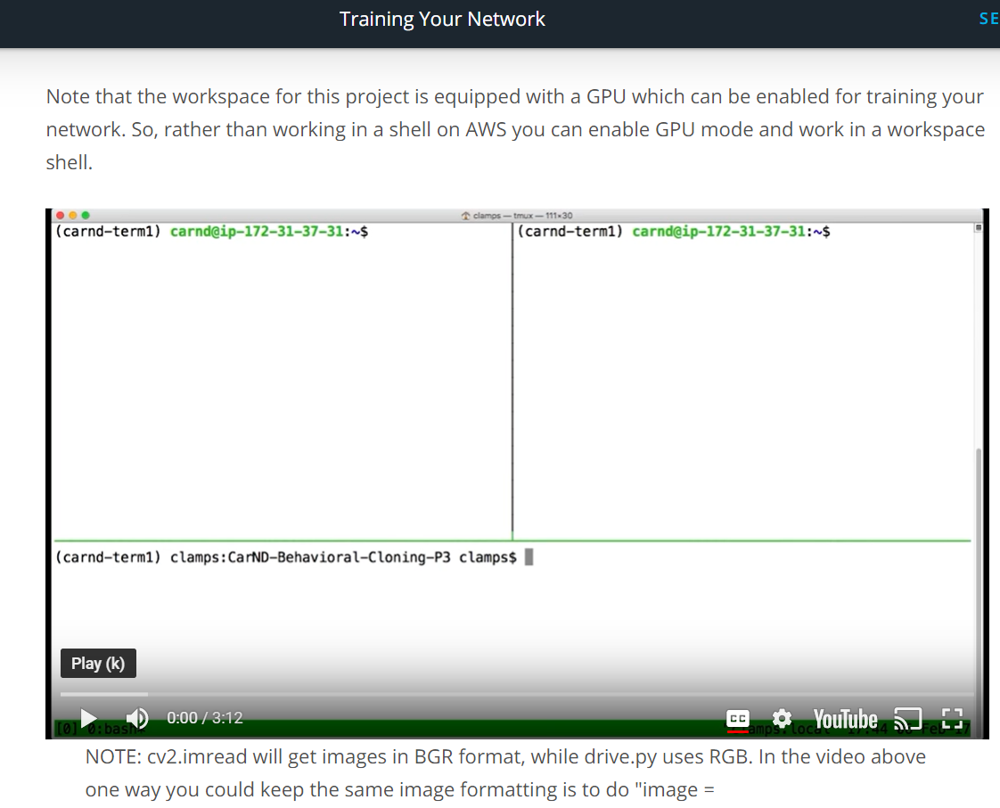 Training Your Network
SE
Note that the workspace for this project is equipped with a GPU which can be enabled for training your
network. So, rather than working in a shell on AWS you can enable GPU mode and work in a workspace
shell.
clamps — tmux — 111×30
(carnd-term1) carnd@ip-172-31-37-31:~$
(carnd-term1) carnd@ip-172-31-37-31:~$
(carnd-term1) clamps:CarND-Behavioral-Cloning-P3 clamps$
Play (k)
0:00 / 3:12
CC
YouTube
[0] 0:bash
NOTE: cv2.imread will get images in BGR format, while drive.py uses RGB. In the video above
one way you could keep the same image formatting is to do "image =